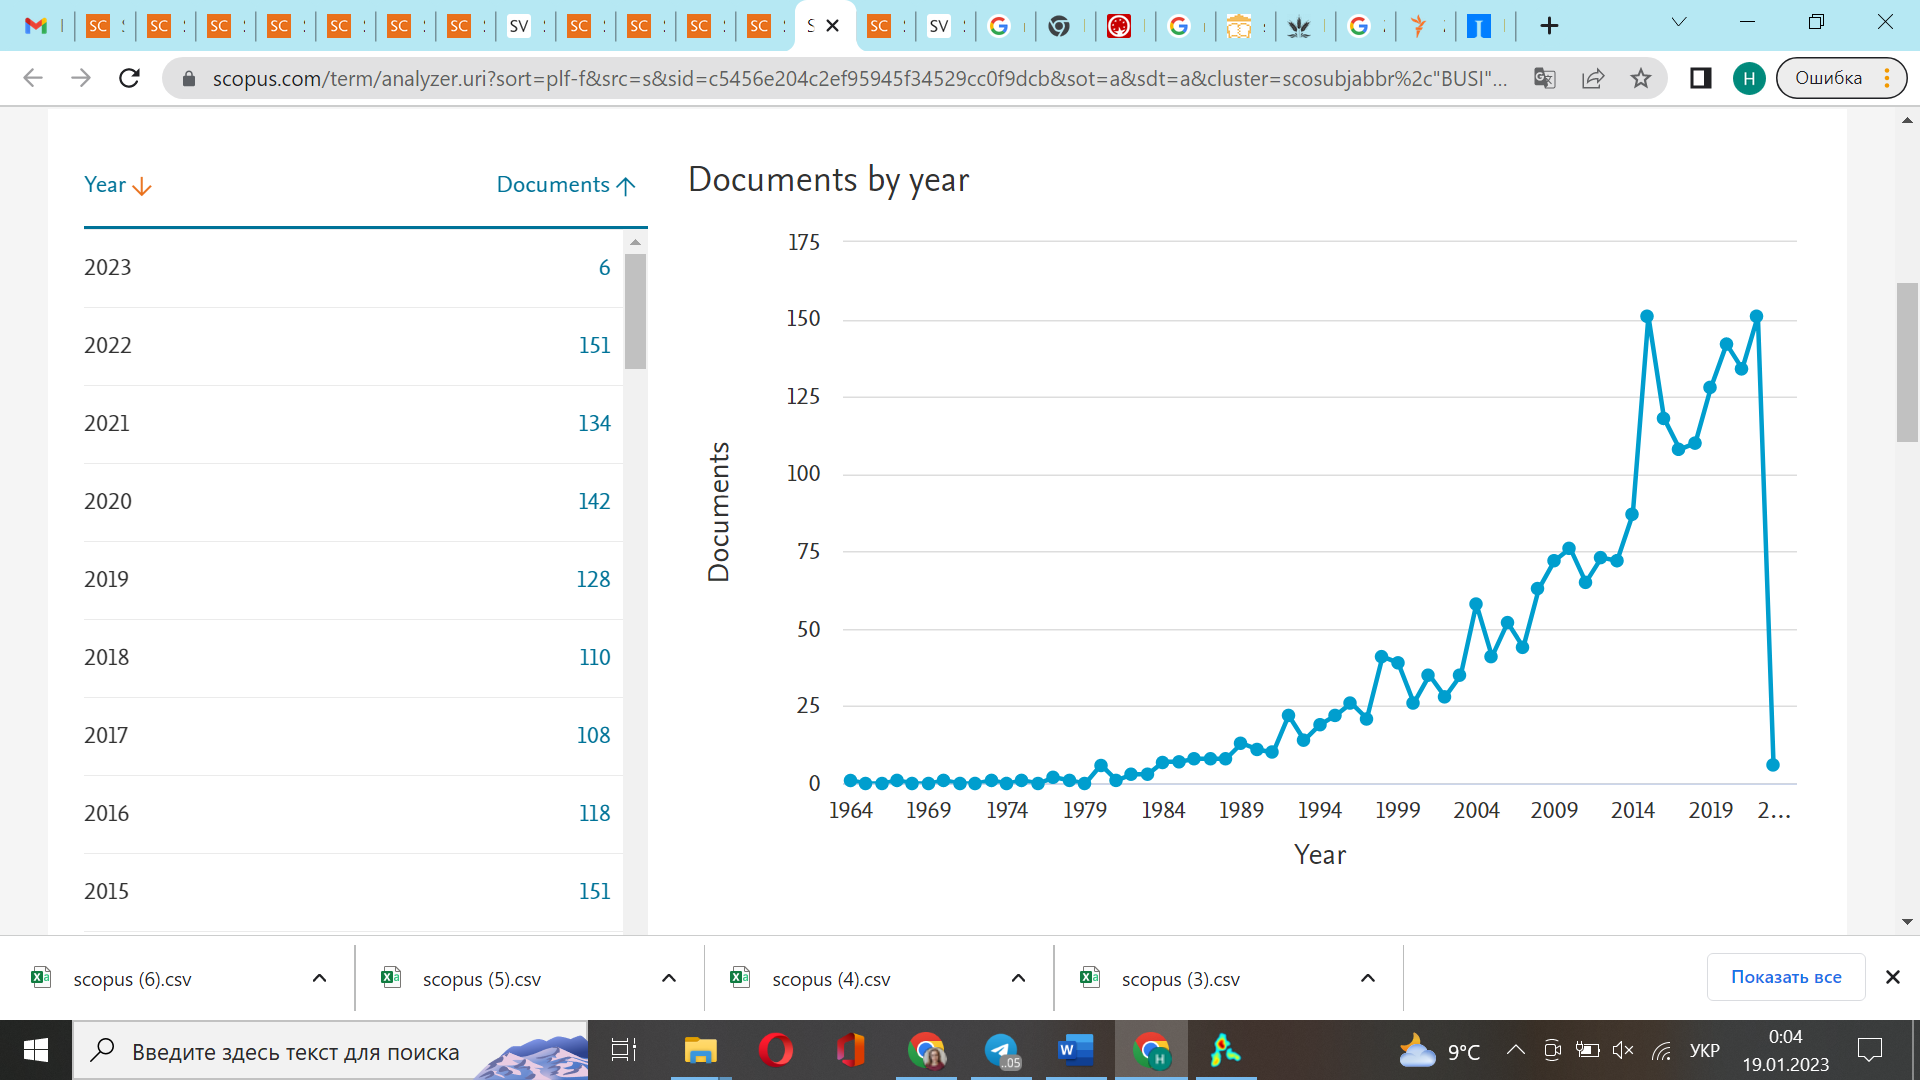 scopus.com/term/analyzer.uri?sort=plf-f&src=s&sid=c5456e204c2ef95945f34529cc0f9dcb&sot=a&sdt=a&cluster=scosubjabbr%2c"BUSI"...
Ошибка
Year
Documents
2023 6
2022 151
2021 134
2020 142
2019 128
2018 110
2017 108
2016 118
2015 151
Documents by year
175
150
125
100
75
50
25
0
Documents
1964 1969 1974 1979 1984 1989 1994 1999 2004 2009 2014 2019 2...
Year
scopus (6).csv
scopus (5).csv
scopus (4).csv
scopus (3).csv
Показать все
Введите здесь текст для поиска
..05
9°C
УКР
0:04
19.01.2023